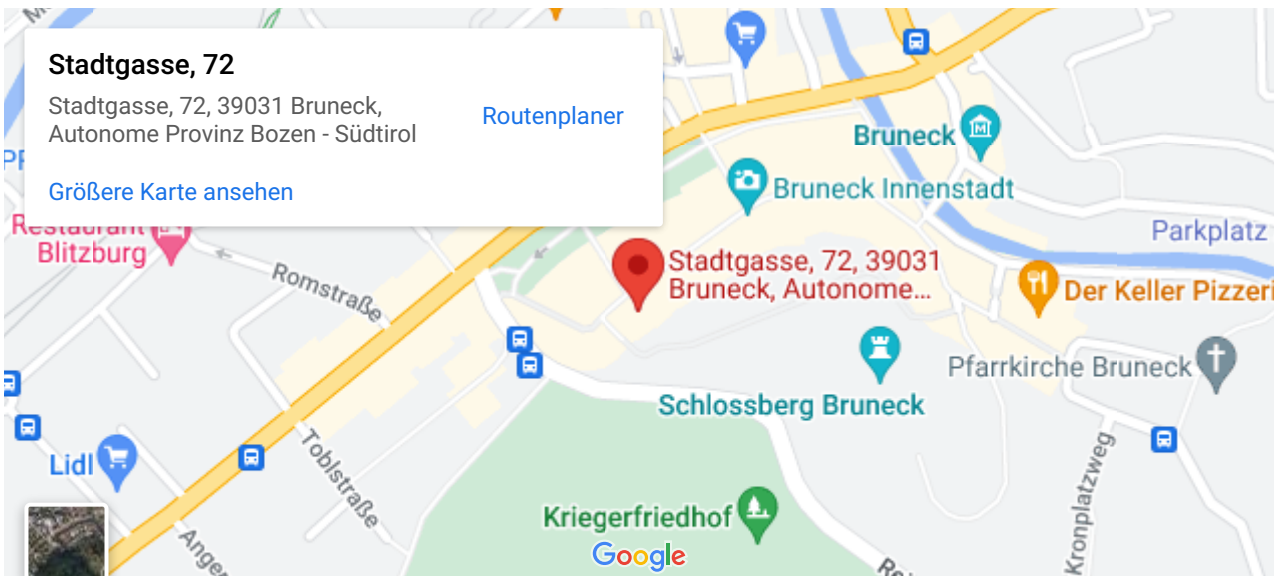 Stadtgasse, 72
Stadtgasse, 72, 39031 Bruneck,
Autonome Provinz Bozen - Südtirol
Routenplaner
Größere Karte ansehen
Bruneck
Bruneck Innenstadt
Parkplatz
Restaurant
Blitzburg
Romstraße
Stadtgasse, 72, 39031
Bruneck, Autonome...
Der Keller Pizzeri
Pfarrkirche Bruneck
Schlossberg Bruneck
Lidl
Toblstraße
Kronplatzweg
Kriegerfriedhof
Google
Ange
Re